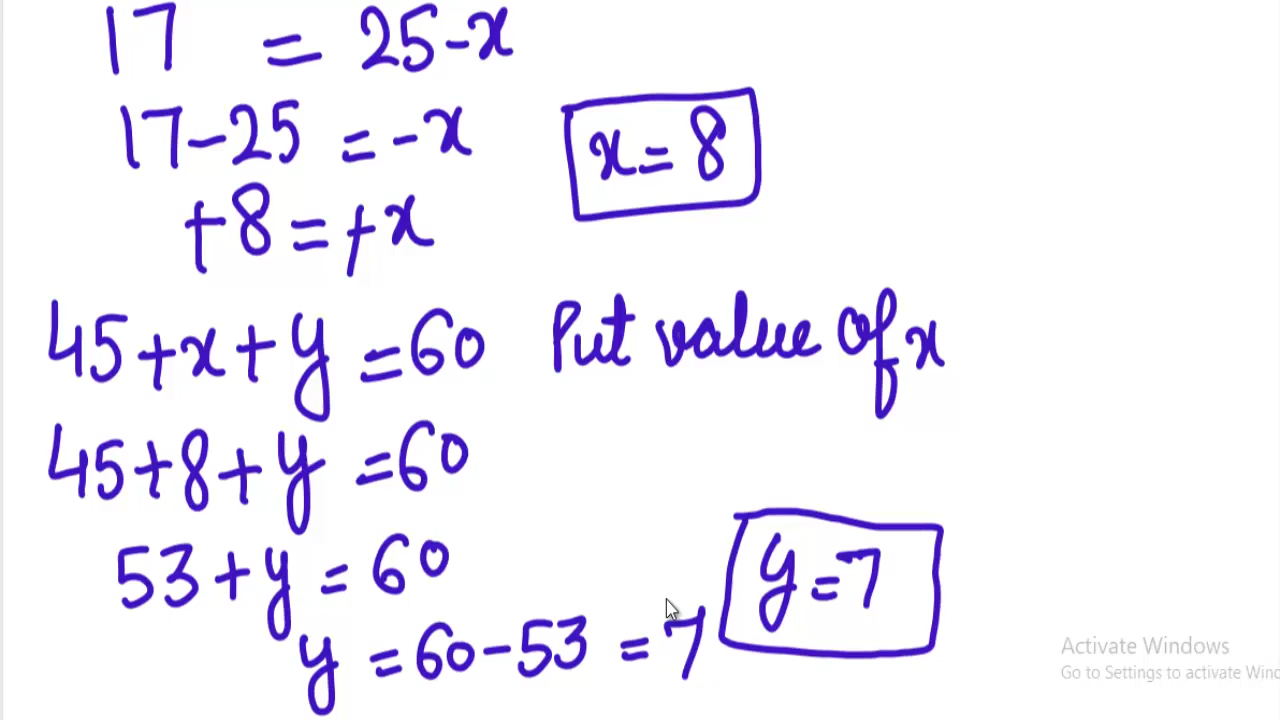 17 = 25-x
17-25 = -x
x = 8
+8 = +x
45+x+y = 60 Put value of x
45+8+y = 60
53+y = 60
y = 7
y = 60-53 = 7
Activate Windows
Go to Settings to activate Wind